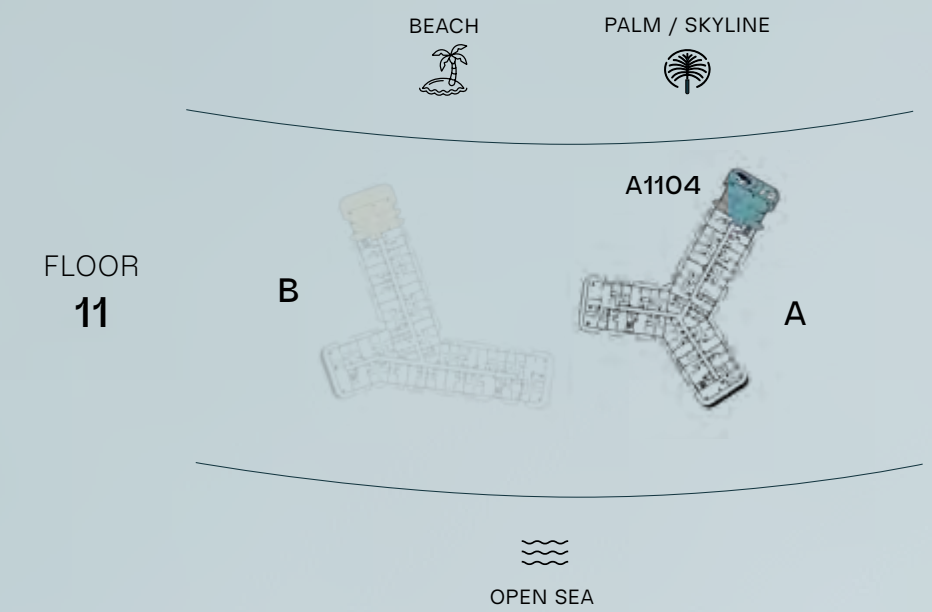 BEACH
PALM / SKYLINE
A1104
FLOOR
11
B
A
OPEN SEA